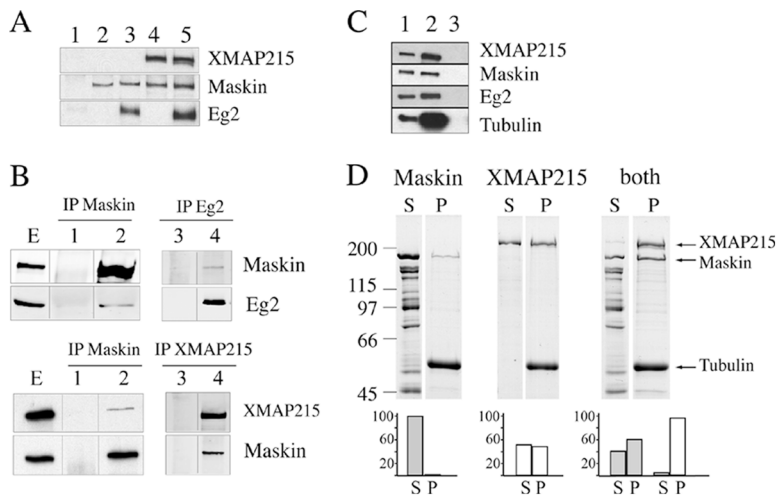 A
1 2 3 4 5
XMAP215
Maskin
Eg2
B
IP Maskin IP Eg2
E 1 2 3 4
Maskin
Eg2
IP Maskin IP XMAP215
E 1 2 3 4
XMAP215
Maskin
C
1 2 3
XMAP215
Maskin
Eg2
Tubulin
D
Maskin XMAP215 both
S P S P S P
200
115
97
66
45
XMAP215
Maskin
Tubulin
100
60
20
S P
100
60
20
S P
100
60
20
S P S P